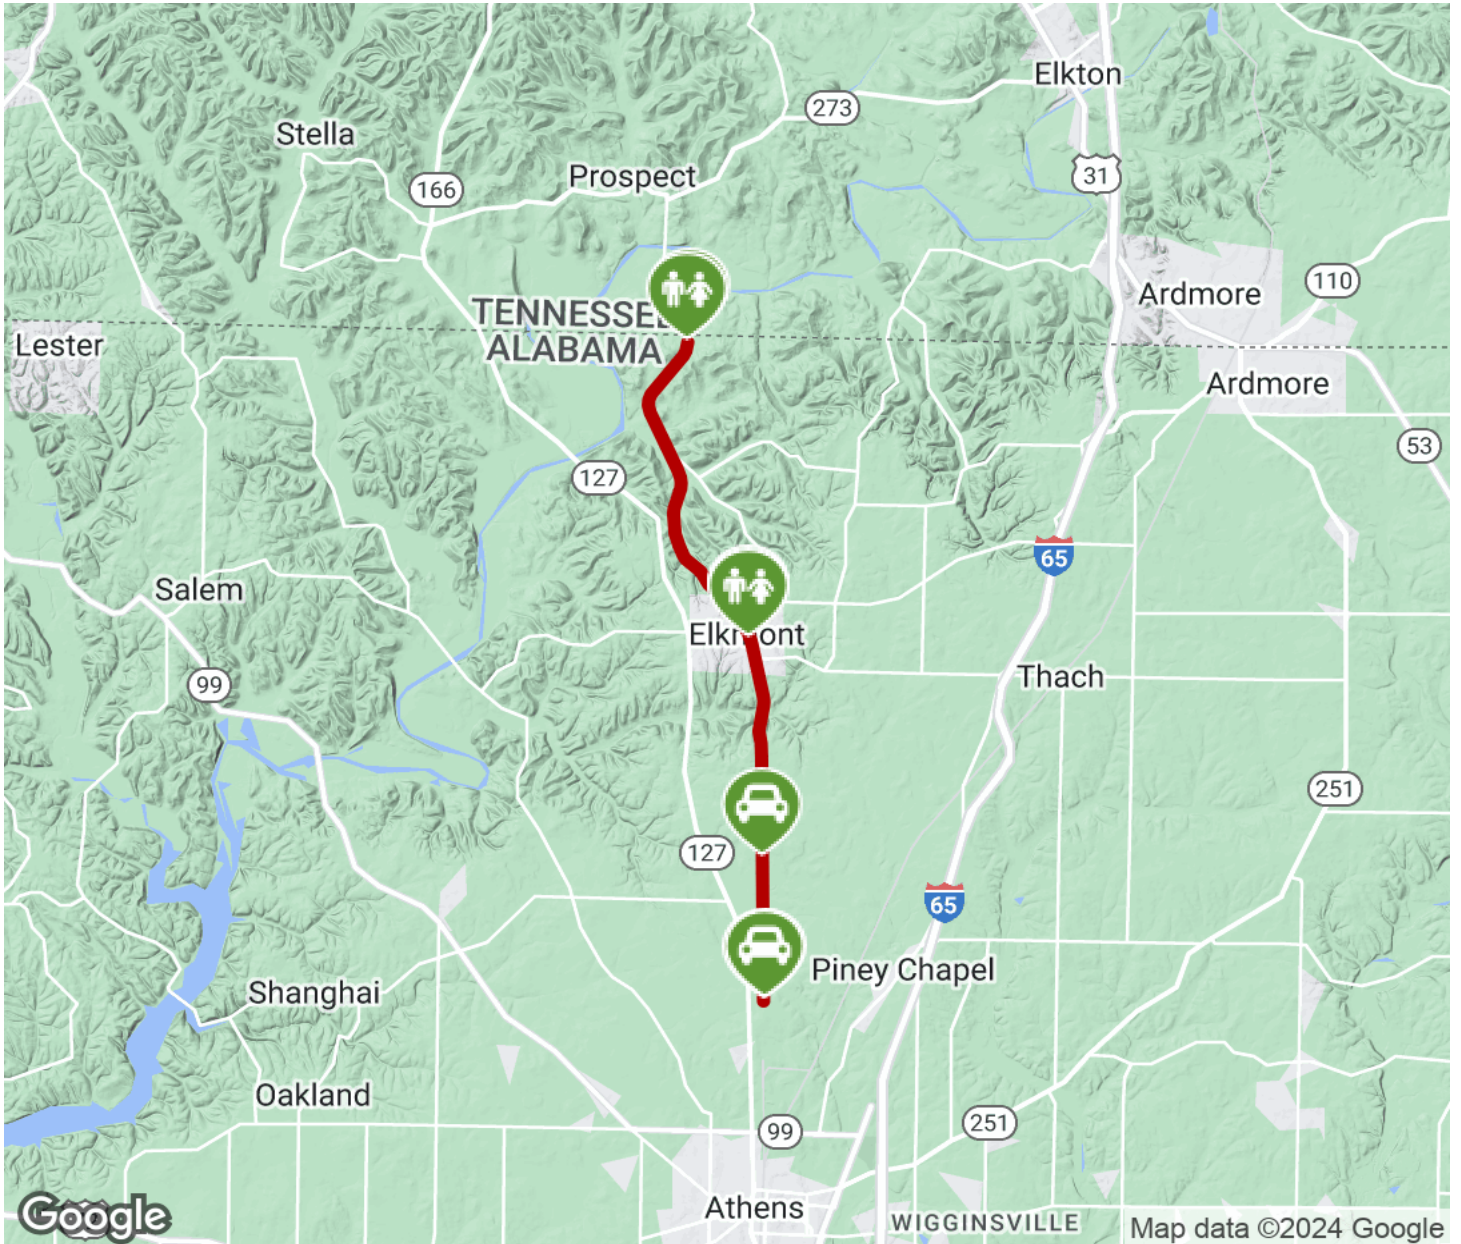 Elkton
273
Stella
Prospect
166
31
110
Ardmore
TENNESSEE
ALABAMA
Lester
Ardmore
53
127
65
Salem
Elkmont
Thach
99
251
127
65
Piney Chapel
Shanghai
Oakland
251
99
Athens
WIGGINSVILLE
Google
Map data ©2024 Google